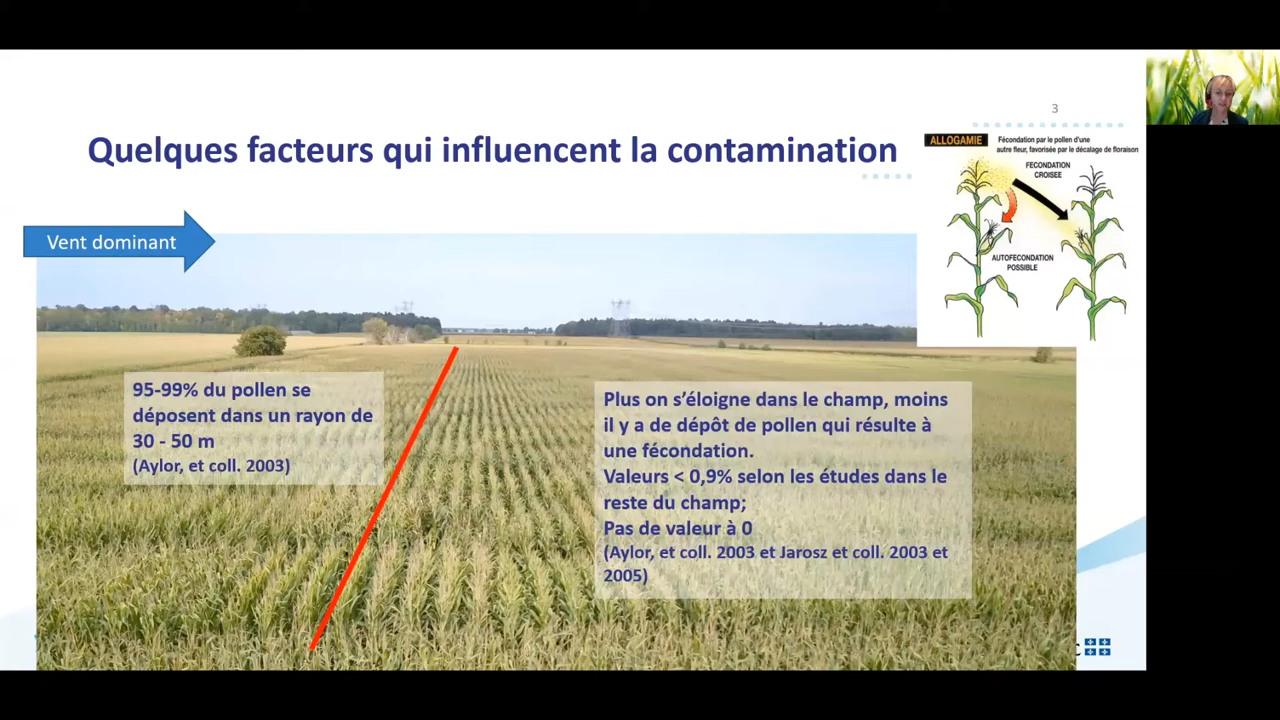 3
Quelques facteurs qui influencent la contamination
ALLOGAMIE
Fécondation par le pollen d'une
autre fleur, favorisée par le décalage de floraison
FECONDATION
CROISEE
AUTOFECONDATION
POSSIBLE
Vent dominant
95-99% du pollen se
déposent dans un rayon de
30 - 50 m
(Aylor, et coll. 2003)
Plus on s'éloigne dans le champ, moins
il y a de dépôt de pollen qui résulte à
une fécondation.
Valeurs < 0,9% selon les études dans le
reste du champ;
Pas de valeur à 0
(Aylor, et coll. 2003 et Jarosz et coll. 2003 et
2005)